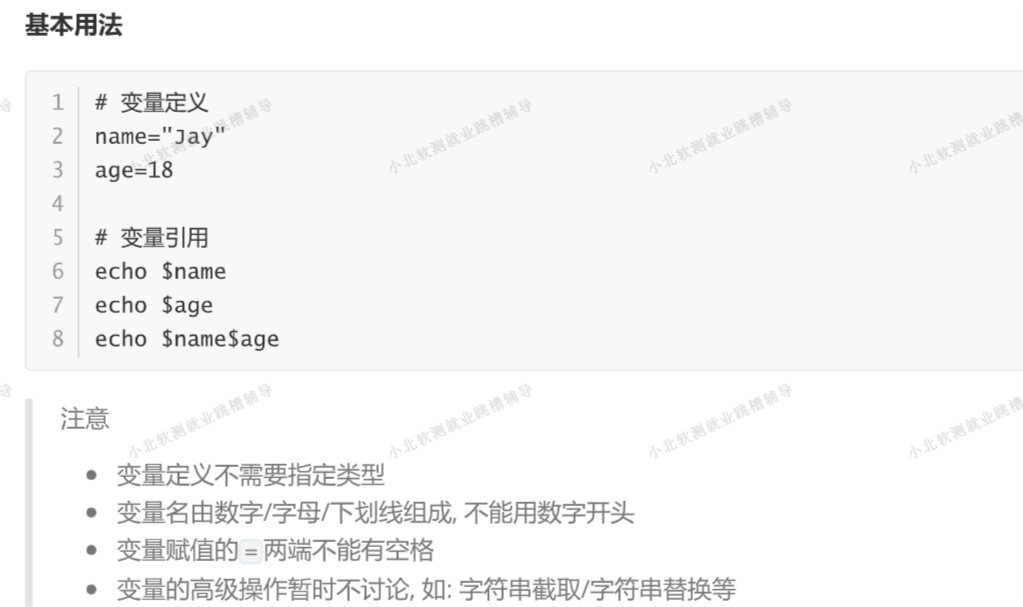 基本用法
1 # 变量定义
2 name="Jay"
3 age=18
4
5 # 变量引用
6 echo $name
7 echo $age
8 echo $name$age
注意
变量定义不需要指定类型
变量名由数字/字母/下划线组成, 不能用数字开头
变量赋值的=两端不能有空格
变量的高级操作暂时不讨论, 如: 字符串截取/字符串替换等
小北软测就业跳槽辅导
小北软测就业跳槽辅导
小北软测就业跳槽辅导
小北软测就业跳槽辅
小北软测就业跳槽辅导
小北软测就业跳槽辅导
小北软测就业跳槽辅导
小北软测就业跳槽辅